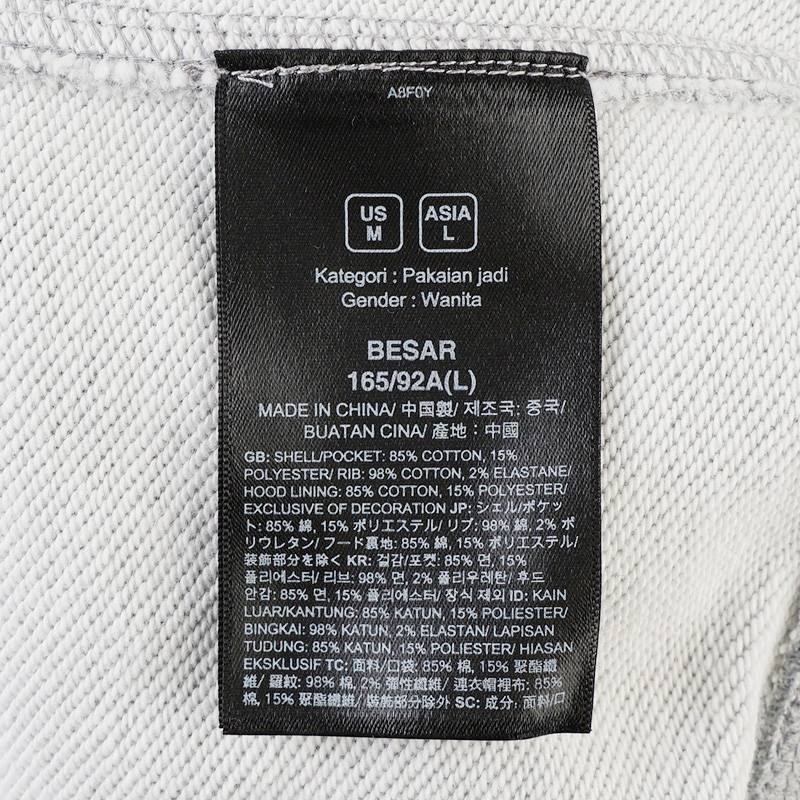 A8F0Y
US ASIA
M L
Kategori : Pakaian jadi
Gender : Wanita
BESAR
165/92A(L)
MADE IN CHINA/ 中国製/ 제조국: 중국/
BUATAN CINA/ 產地：中國
GB: SHELL/POCKET: 85% COTTON, 15%
POLYESTER/ RIB: 98% COTTON, 2% ELASTANE/
HOOD LINING: 85% COTTON, 15% POLYESTER/
EXCLUSIVE OF DECORATION JP: シェル/ポケッ
ト: 85% 綿, 15% ポリエステル/ リブ: 98% 綿, 2% ポ
リウレタン/ フード裏地: 85% 綿, 15% ポリエステル/
装飾部分を除く KR: 겉감/포켓: 85% 면, 15%
폴리에스터/ 리브: 98% 면, 2% 폴리우레탄/ 후드
안감: 85% 면, 15% 폴리에스터/ 장식 제외 ID: KAIN
LUAR/KANTUNG: 85% KATUN, 15% POLIESTER/
BINGKAI: 98% KATUN, 2% ELASTAN/ LAPISAN
TUDUNG: 85% KATUN, 15% POLIESTER/ HIASAN
EKSKLUSIF TC: 面料/口袋: 85% 棉, 15% 聚酯纖
維/ 羅紋: 98% 棉, 2% 彈性纖維/ 連衣帽裡布: 85%
棉, 15% 聚酯纖維/ 裝飾部分除外 SC: 成分: 面料/口